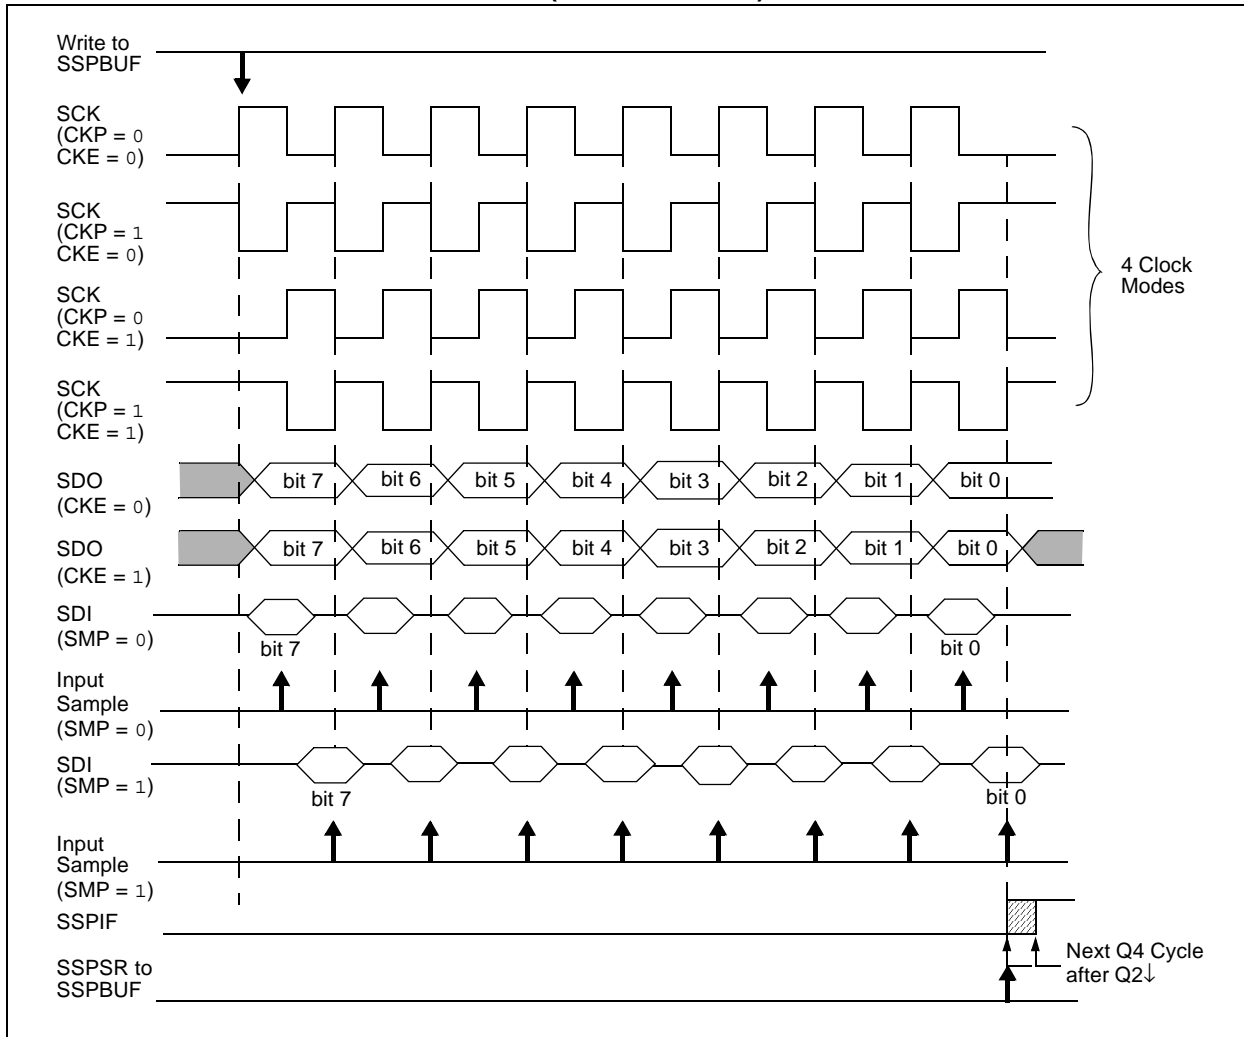 Write to
SSPBUF
SCK
(CKP = 0
CKE = 0)
SCK
(CKP = 1
CKE = 0)
SCK
(CKP = 0
CKE = 1)
SCK
(CKP = 1
CKE = 1)
4 Clock
Modes
SDO
(CKE = 0)
bit 7
bit 6
bit 5
bit 4
bit 3
bit 2
bit 1
bit 0
SDO
(CKE = 1)
bit 7
bit 6
bit 5
bit 4
bit 3
bit 2
bit 1
bit 0
SDI
(SMP = 0)
bit 7
bit 0
Input
Sample
(SMP = 0)
SDI
(SMP = 1)
bit 7
bit 0
Input
Sample
(SMP = 1)
SSPIF
SSPSR to
SSPBUF
Next Q4 Cycle
after Q2↓